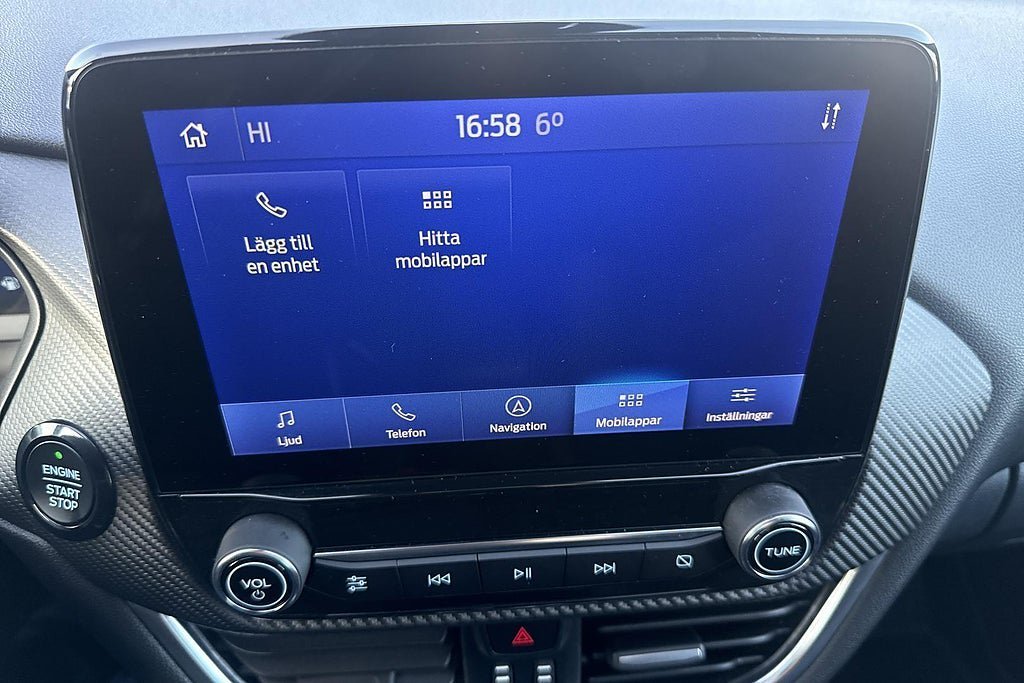 HI
16:58 6°
Lägg till
en enhet
Hitta
mobilappar
Ljud
Telefon
Navigation
Mobilappar
Inställningar
ENGINE
START
STOP
VOL
TUNE